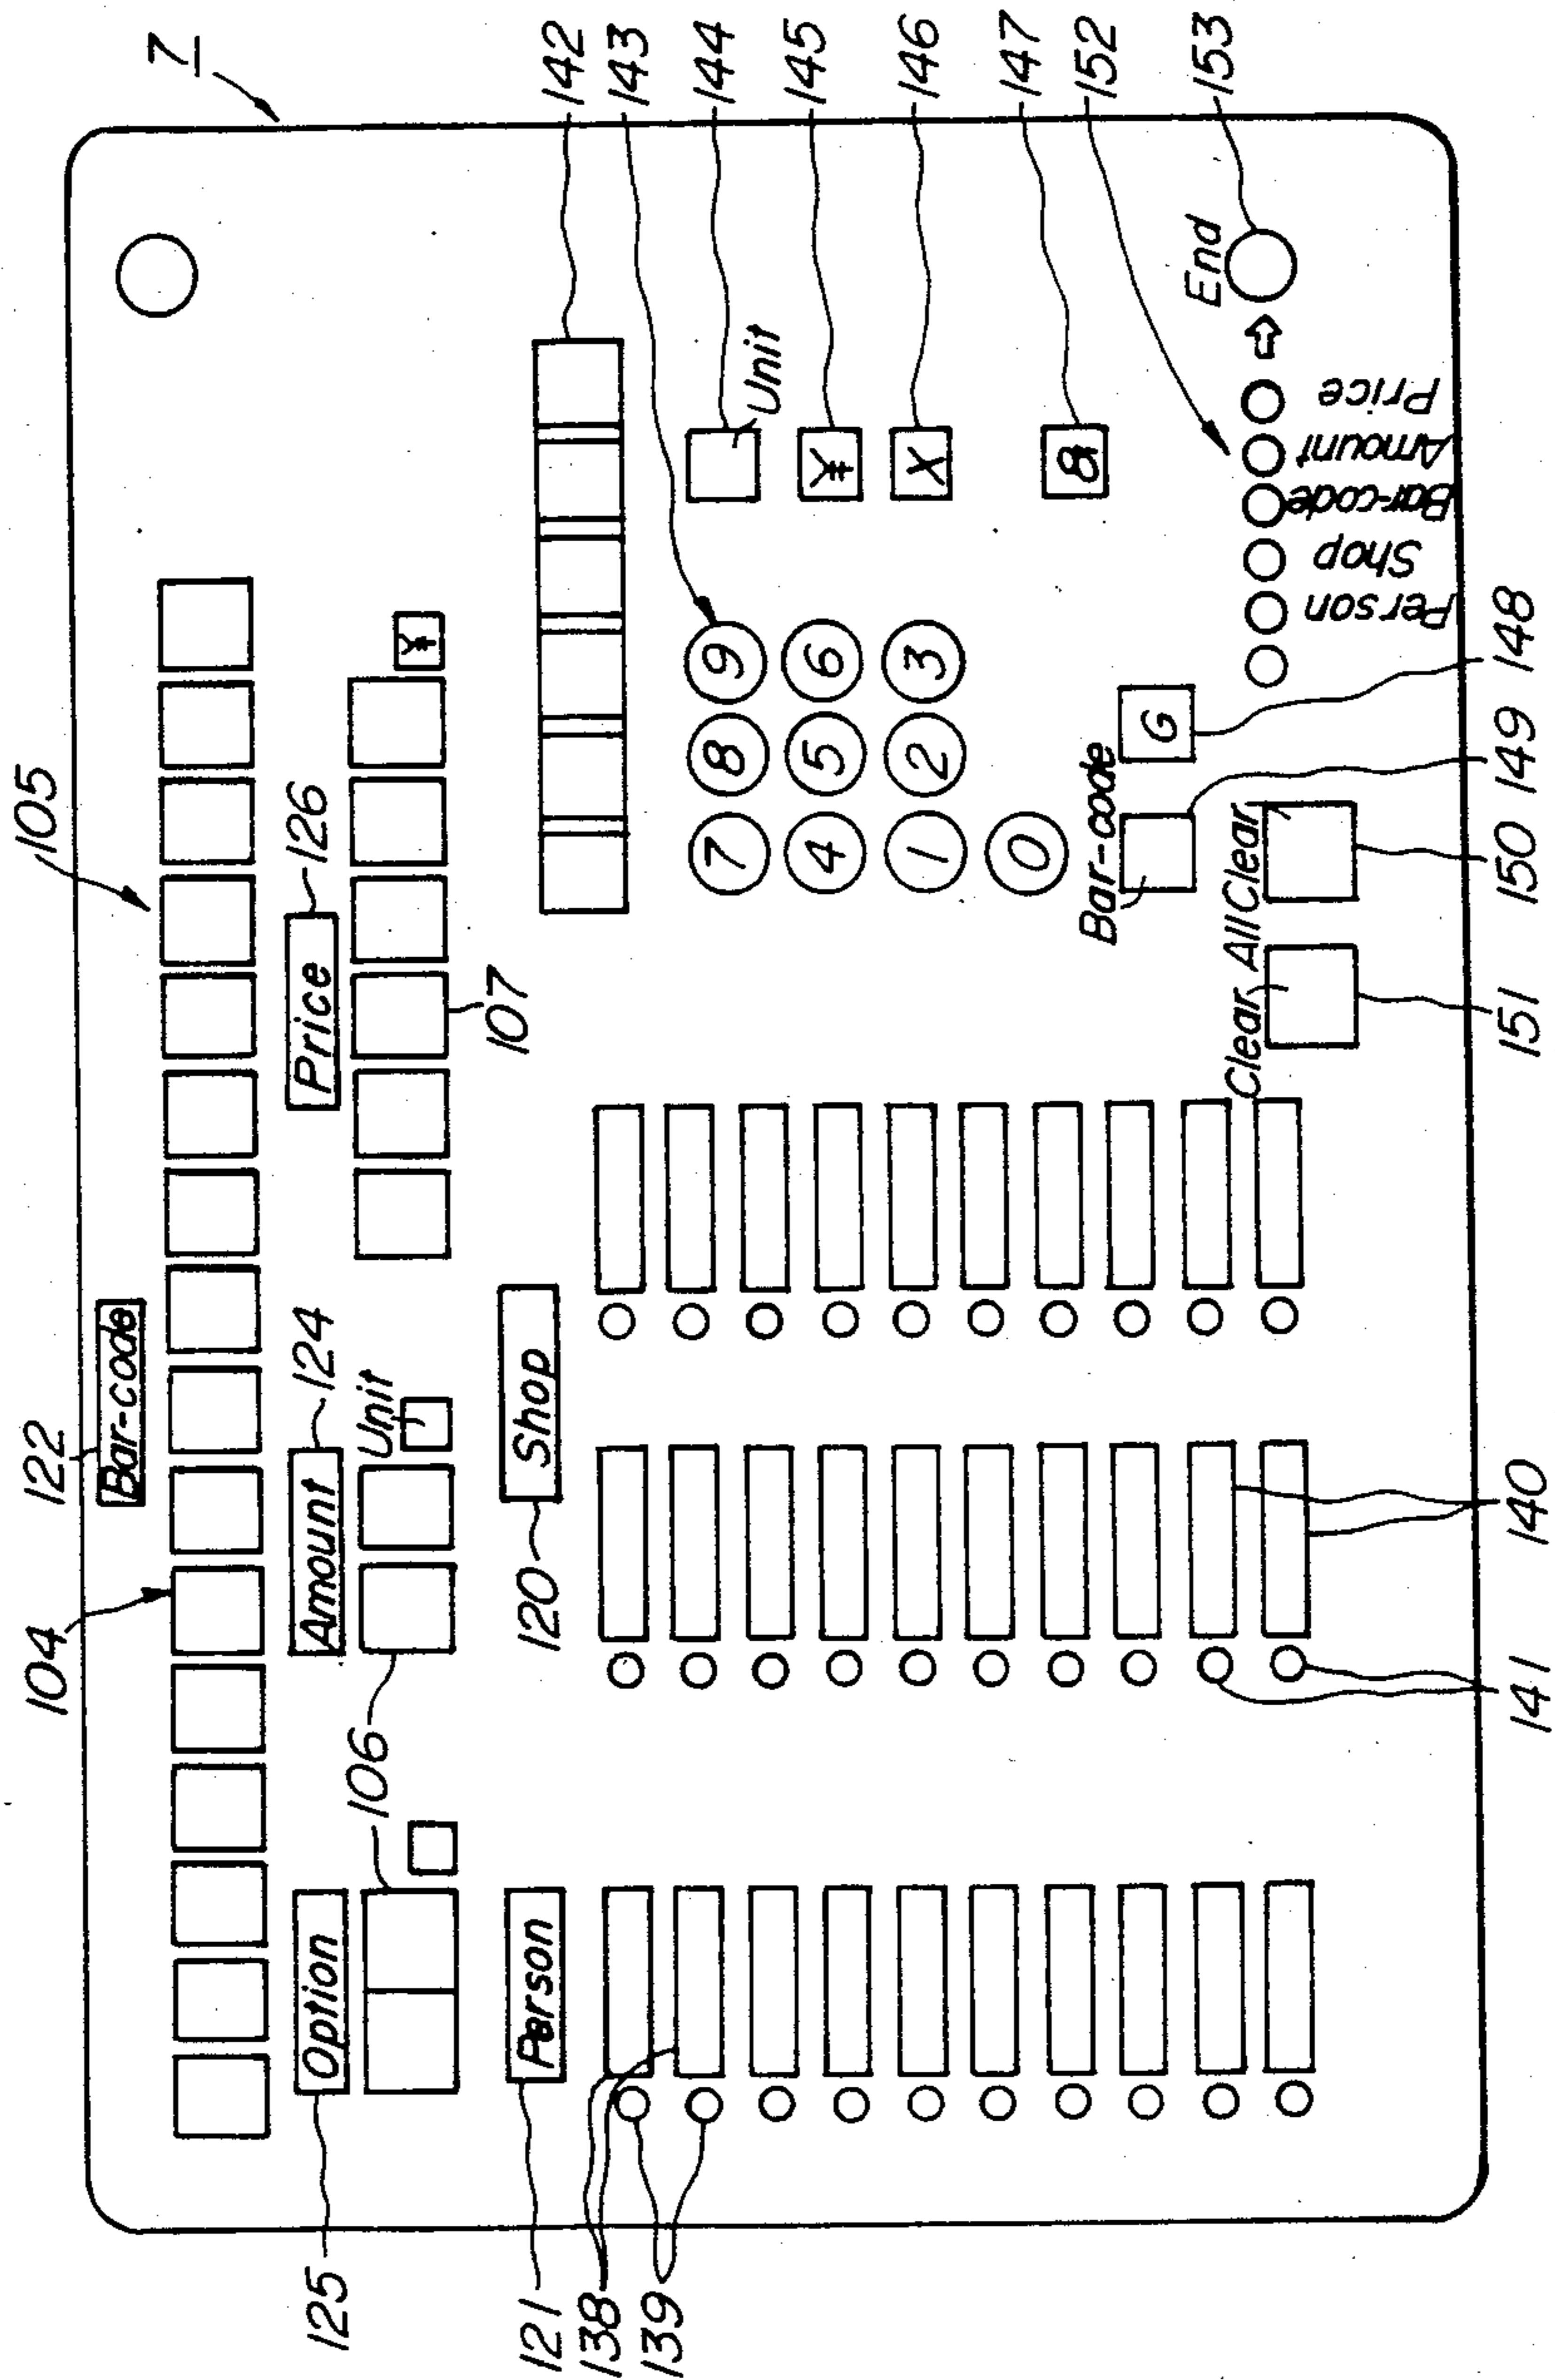 7
122
104
105
Bar-code
125
Option
106
Amount
124
Unit
Price
126
107
¥
121
Person
120
Shop
138
139
140
141
142
143
144
Unit
145
¥
146
X
147
&
152
153
7 8 9
4 5 6
1 2 3
0
Bar-code
G
148
149
Clear All Clear
150
151
Person Shop Bar-code Amount Price
End